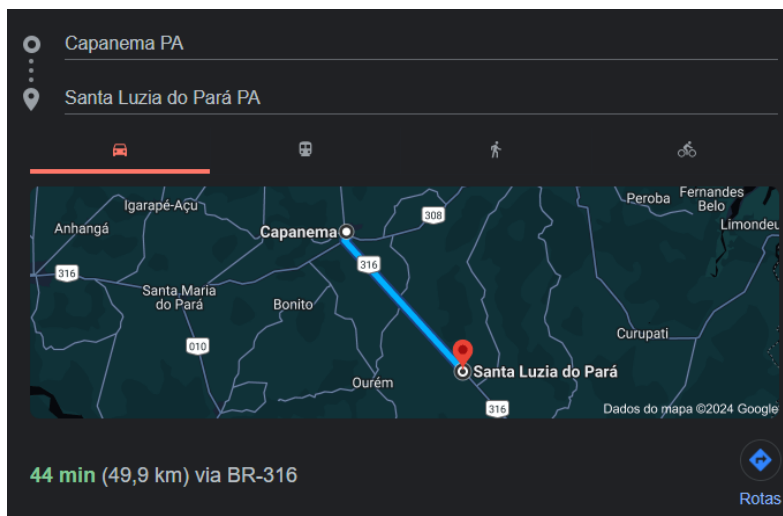 Capanema PA
Santa Luzia do Pará PA
Igarapé-Açu
Anhangá
Capanema
308
Peroba
Fernandes
Belo
Limondeu
316
316
Santa Maria
do Pará
Bonito
010
Ourém
Santa Luzia do Pará
Curupati
316
Dados do mapa ©2024 Google
44 min (49,9 km) via BR-316
Rotas